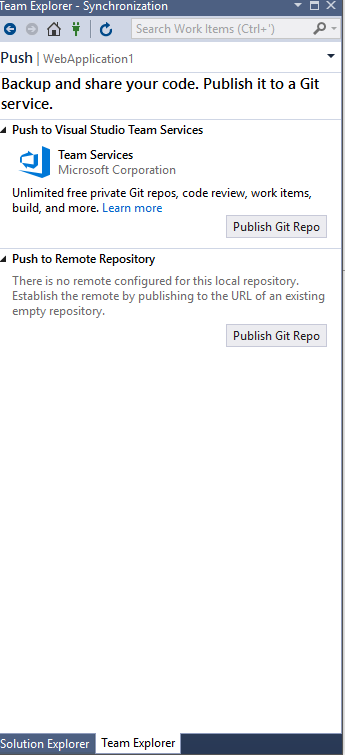 Team Explorer - Synchronization
Search Work Items (Ctrl+')
Push | WebApplication1
Backup and share your code. Publish it to a Git
service.
Push to Visual Studio Team Services
Team Services
Microsoft Corporation
Unlimited free private Git repos, code review, work items,
build, and more. Learn more
Publish Git Repo
Push to Remote Repository
There is no remote configured for this local repository.
Establish the remote by publishing to the URL of an existing
empty repository.
Publish Git Repo
Solution Explorer Team Explorer